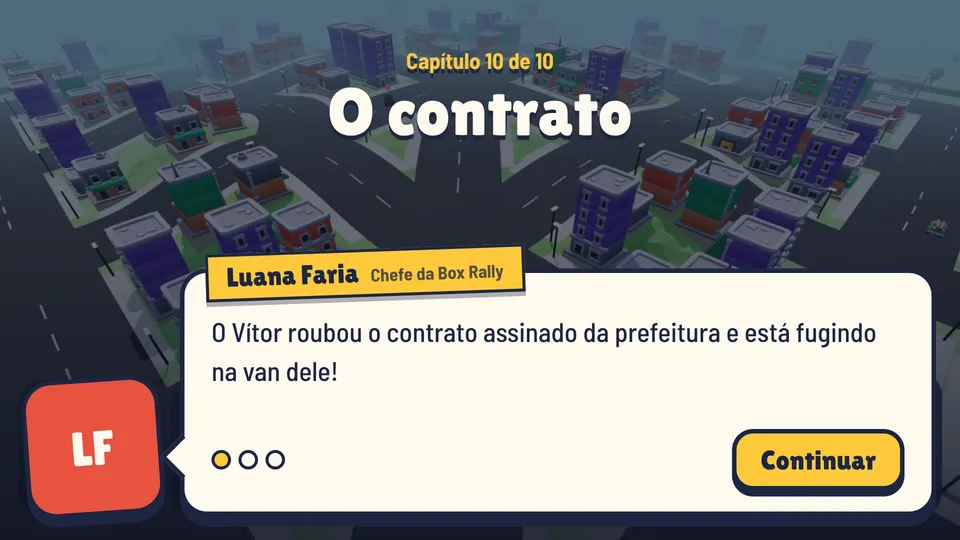 Capítulo 10 de 10
O contrato
Luana Faria Chefe da Box Rally
O Vítor roubou o contrato assinado da prefeitura e está fugindo
na van dele!
LF
Continuar